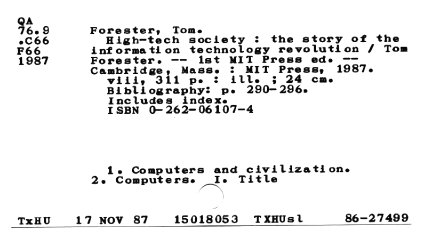 QA
76.9 Forester, Tom.
.C66 High-tech society : the story of the
F66 information technology revolution / Tom
1987 Forester. -- 1st MIT Press ed. --
Cambridge, Mass. : MIT Press, 1987.
viii, 311 p. : ill. ; 24 cm.
Bibliography: p. 290-296.
Includes index.
ISBN 0-262-06107-4
1. Computers and civilization.
2. Computers. I. Title
TxHU 17 NOV 87 15018053 TXHUsl 86-27499